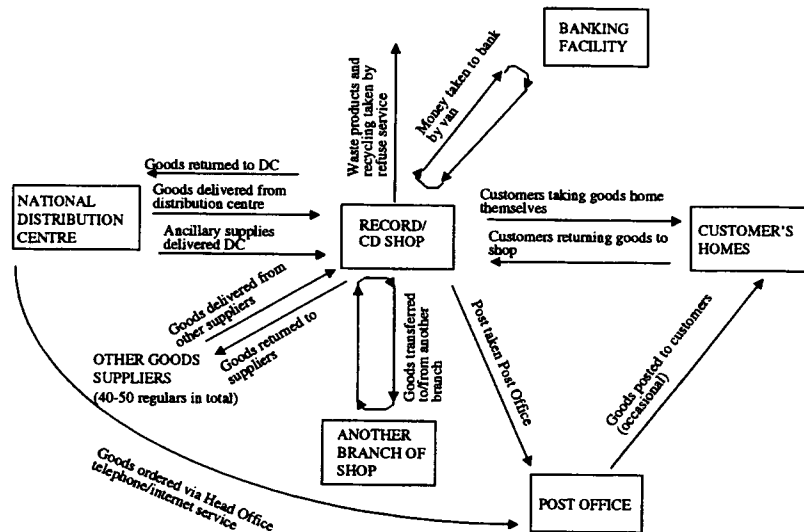 BANKING
FACILITY
Money taken to bank
by van
Waste products and
recycling taken by
refuse service
Goods returned to DC
Goods delivered from
distribution centre
Ancillary supplies
delivered DC
NATIONAL
DISTRIBUTION
CENTRE
RECORD/
CD SHOP
Customers taking goods home
themselves
Customers returning goods to
shop
CUSTOMER'S
HOMES
Goods delivered from
other suppliers
Goods returned to
suppliers
OTHER GOODS
SUPPLIERS
(40-50 regulars in total)
Goods transferred
to/from another
branch
Post taken Post Office
Goods posted to customers
(occasional)
ANOTHER
BRANCH OF
SHOP
Goods ordered via Head Office
telephone/internet service
POST OFFICE